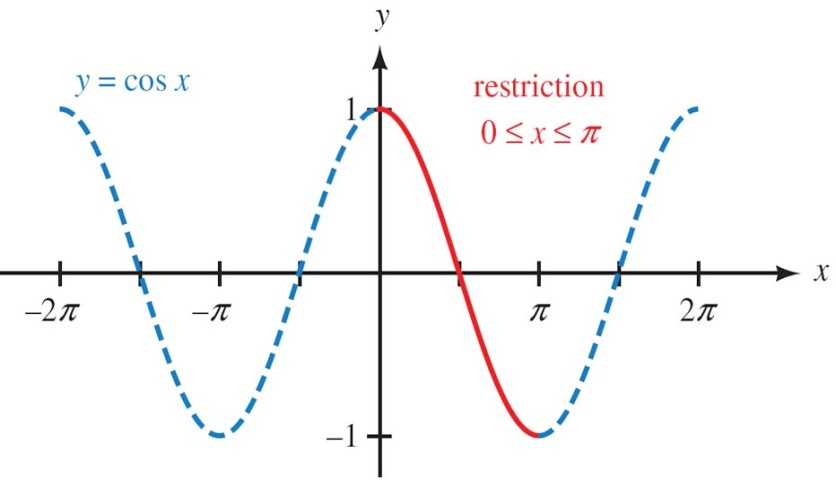 y
y = cos x
restriction
1
0 ≤ x ≤ π
x
–2π
–π
π
2π
–1